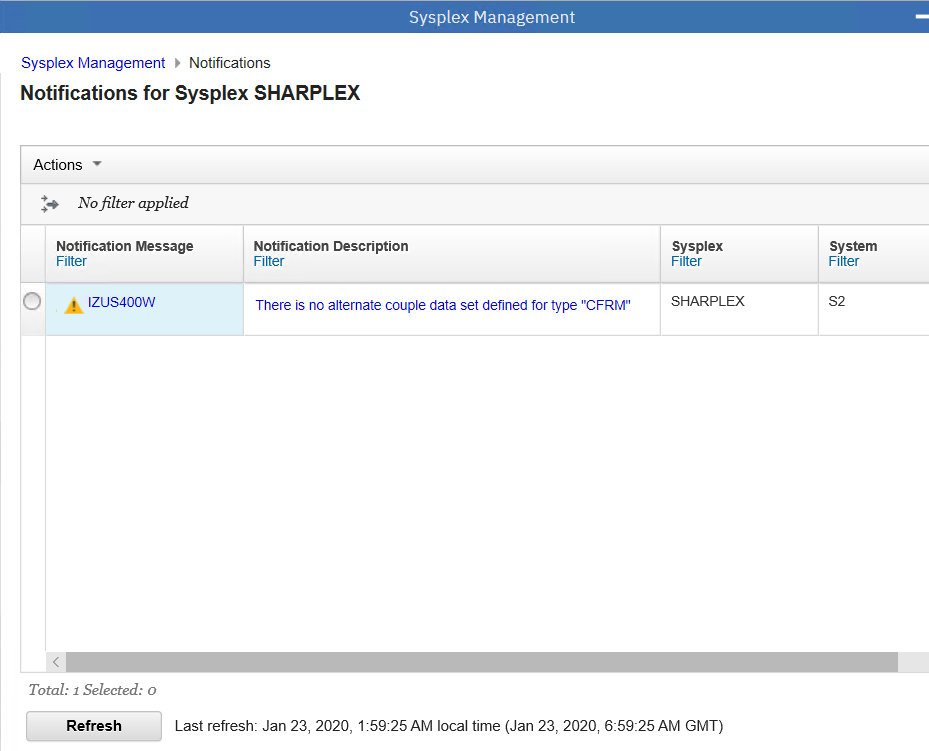 Sysplex Management
Sysplex Management Notifications
Notifications for Sysplex SHARPLEX
Actions
No filter applied
Notification Message Notification Description Sysplex System
Filter Filter Filter Filter
IZUS400W There is no alternate couple data set defined for type "CFRM" SHARPLEX S2
Total: 1 Selected: 0
Refresh Last refresh: Jan 23, 2020, 1:59:25 AM local time (Jan 23, 2020, 6:59:25 AM GMT)